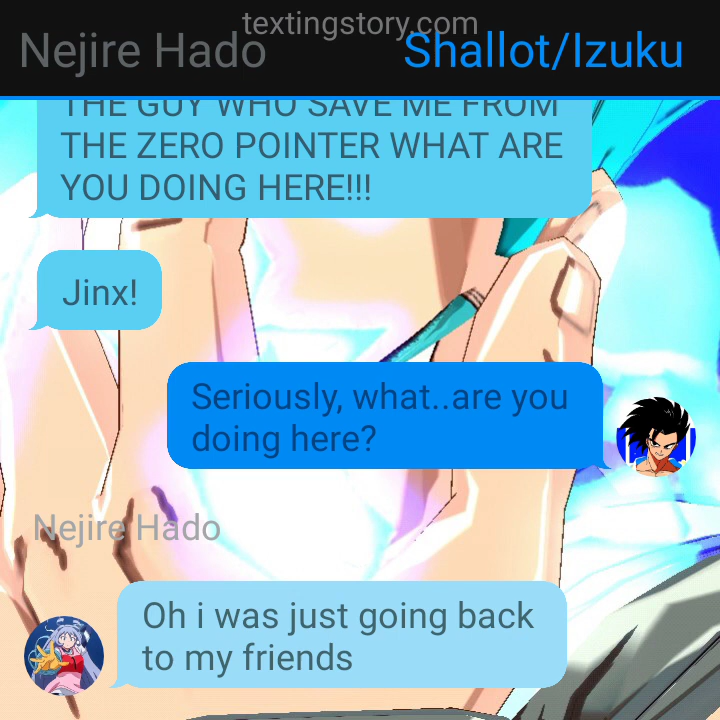 textingstory.com
Nejire Hado
Shallot/Izuku
THE GUY WHO SAVE ME FROM
THE ZERO POINTER WHAT ARE
YOU DOING HERE!!!
Jinx!
Seriously, what..are you
doing here?
Nejire Hado
Oh i was just going back
to my friends